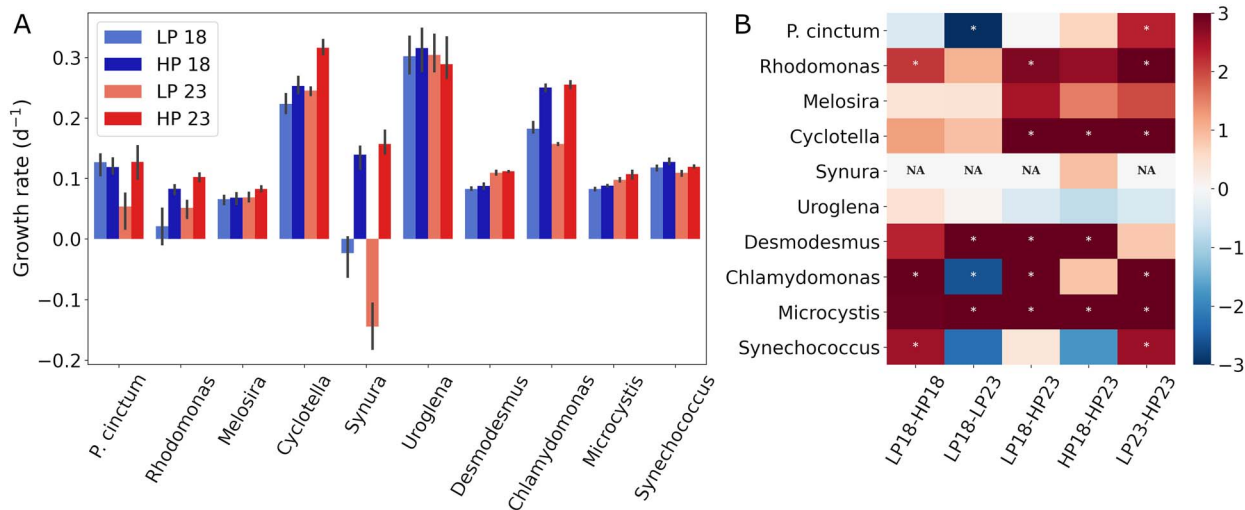 A
LP 18
HP 18
LP 23
HP 23
Growth rate (d⁻¹)
0.3
0.2
0.1
0.0
−0.1
−0.2
P. cinctum
Rhodomonas
Melosira
Cyclotella
Synura
Uroglena
Desmodesmus
Chlamydomonas
Microcystis
Synechococcus
B
P. cinctum * *
Rhodomonas * * *
Melosira
Cyclotella * * *
Synura NA NA NA NA
Uroglena
Desmodesmus * * *
Chlamydomonas * * * *
Microcystis * * * *
Synechococcus * *
LP18-HP18
LP18-LP23
LP18-HP23
HP18-HP23
LP23-HP23
3
2
1
0
−1
−2
−3